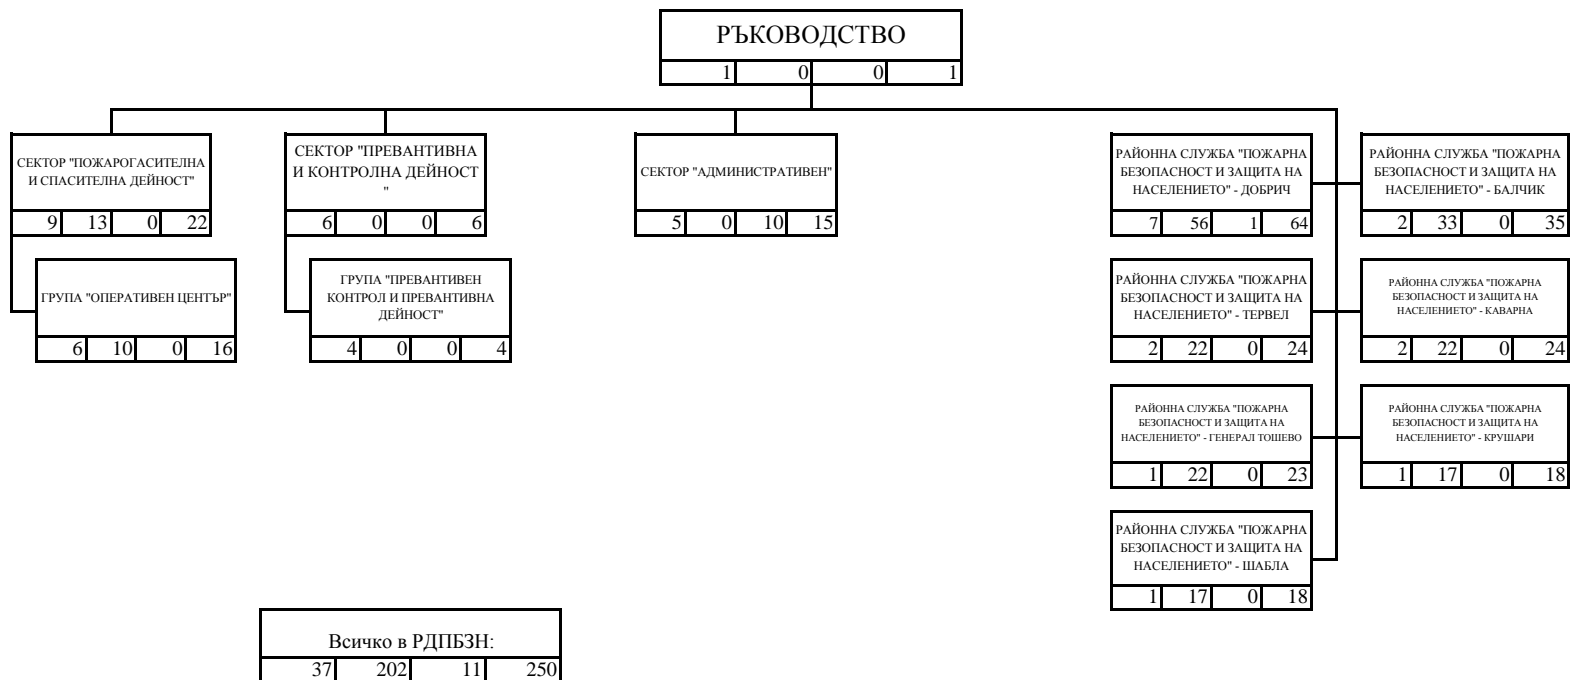 РЪКОВОДСТВО
1 0 0 1
СЕКТОР "ПОЖАРОГАСИТЕЛНА
И СПАСИТЕЛНА ДЕЙНОСТ"
9 13 0 22
ГРУПА "ОПЕРАТИВЕН ЦЕНТЪР"
6 10 0 16
СЕКТОР "ПРЕВАНТИВНА
И КОНТРОЛНА ДЕЙНОСТ
"
6 0 0 6
ГРУПА "ПРЕВАНТИВЕН
КОНТРОЛ И ПРЕВАНТИВНА
ДЕЙНОСТ"
4 0 0 4
СЕКТОР "АДМИНИСТРАТИВЕН"
5 0 10 15
РАЙОННА СЛУЖБА "ПОЖАРНА
БЕЗОПАСНОСТ И ЗАЩИТА НА
НАСЕЛЕНИЕТО" - ДОБРИЧ
7 56 1 64
РАЙОННА СЛУЖБА "ПОЖАРНА
БЕЗОПАСНОСТ И ЗАЩИТА НА
НАСЕЛЕНИЕТО" - БАЛЧИК
2 33 0 35
РАЙОННА СЛУЖБА "ПОЖАРНА
БЕЗОПАСНОСТ И ЗАЩИТА НА
НАСЕЛЕНИЕТО" - ТЕРВЕЛ
2 22 0 24
РАЙОННА СЛУЖБА "ПОЖАРНА
БЕЗОПАСНОСТ И ЗАЩИТА НА
НАСЕЛЕНИЕТО" - КАВАРНА
2 22 0 24
РАЙОННА СЛУЖБА "ПОЖАРНА
БЕЗОПАСНОСТ И ЗАЩИТА НА
НАСЕЛЕНИЕТО" - ГЕНЕРАЛ ТОШЕВО
1 22 0 23
РАЙОННА СЛУЖБА "ПОЖАРНА
БЕЗОПАСНОСТ И ЗАЩИТА НА
НАСЕЛЕНИЕТО" - КРУШАРИ
1 17 0 18
РАЙОННА СЛУЖБА "ПОЖАРНА
БЕЗОПАСНОСТ И ЗАЩИТА НА
НАСЕЛЕНИЕТО" - ШАБЛА
1 17 0 18
Всичко в РДПБЗН:
37 202 11 250